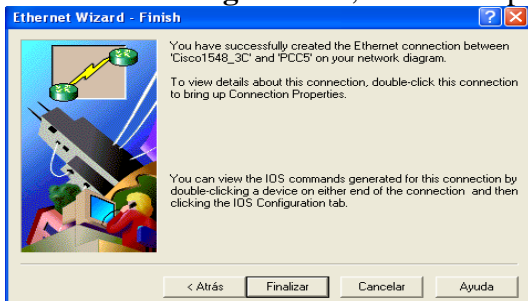 Ethernet Wizard - Finish
You have successfully created the Ethernet connection between
'Cisco1548_3C' and 'PCC5' on your network diagram.
To view details about this connection, double-click this connection
to bring up Connection Properties.
You can view the IOS commands generated for this connection by
double-clicking a device on either end of the connection and then
clicking the IOS Configuration tab.
< Atrás Finalizar Cancelar Ayuda